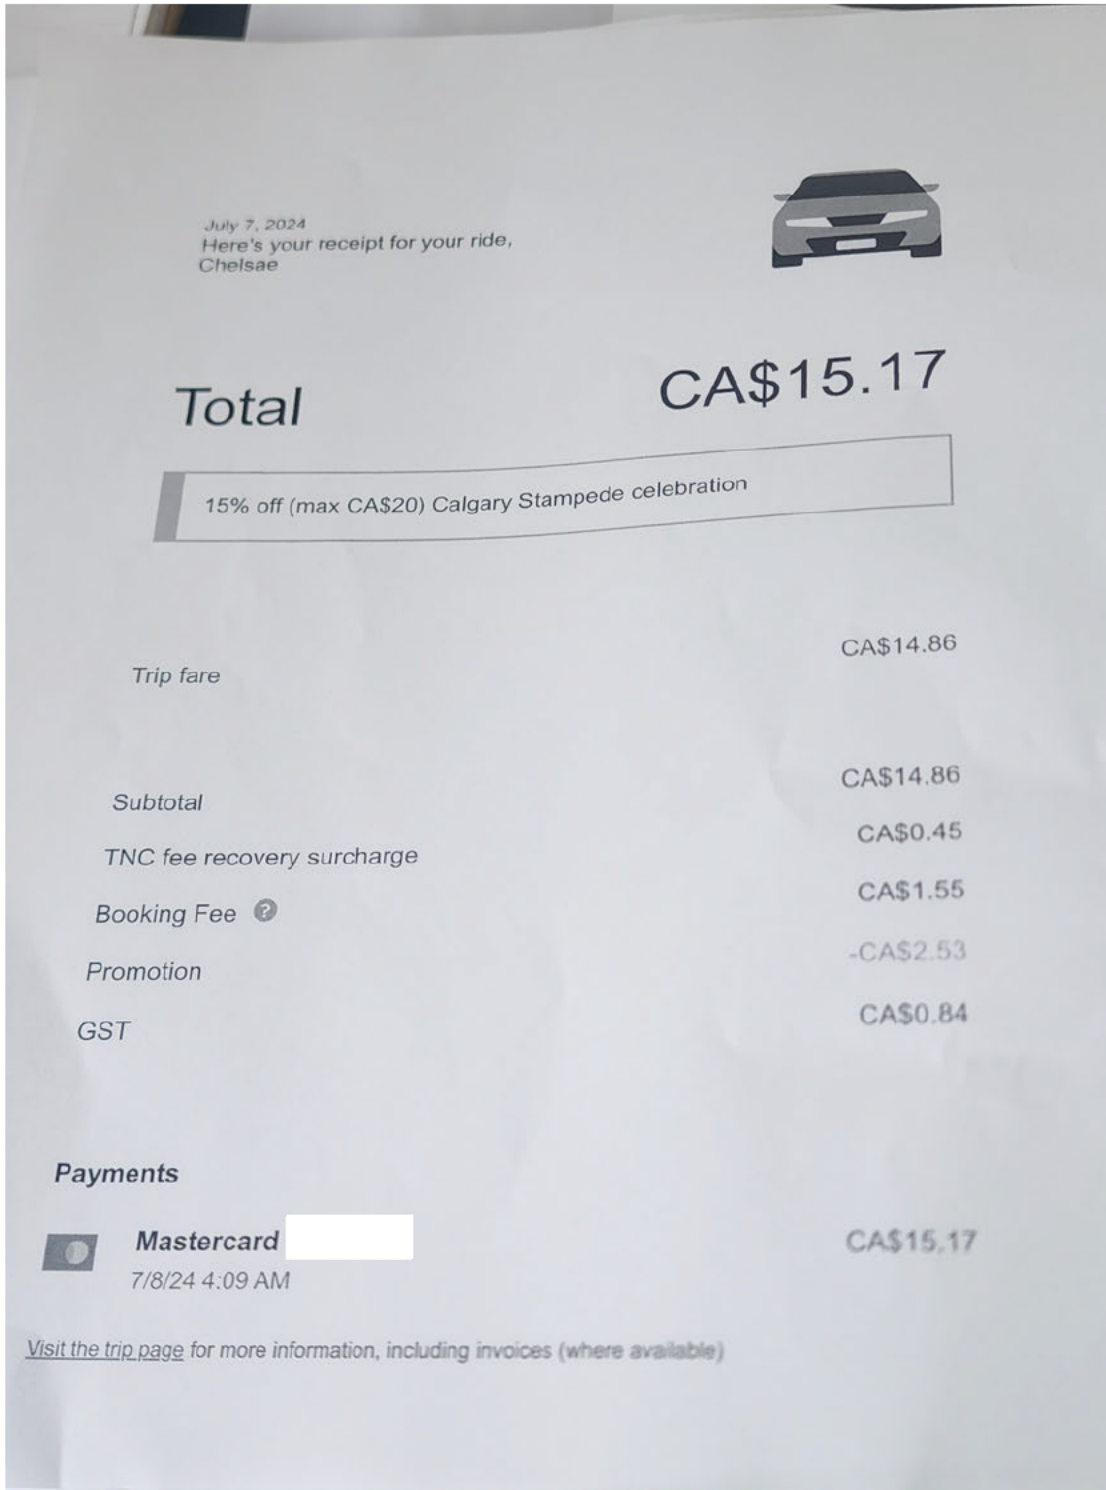 July 7, 2024
Here's your receipt for your ride,
Chelsae
Total CA$15.17
15% off (max CA$20) Calgary Stampede celebration
Trip fare CA$14.86
Subtotal CA$14.86
TNC fee recovery surcharge CA$0.45
Booking Fee ? CA$1.55
Promotion -CA$2.53
GST CA$0.84
Payments
Mastercard CA$15.17
7/8/24 4:09 AM
Visit the trip page for more information, including invoices (where available)